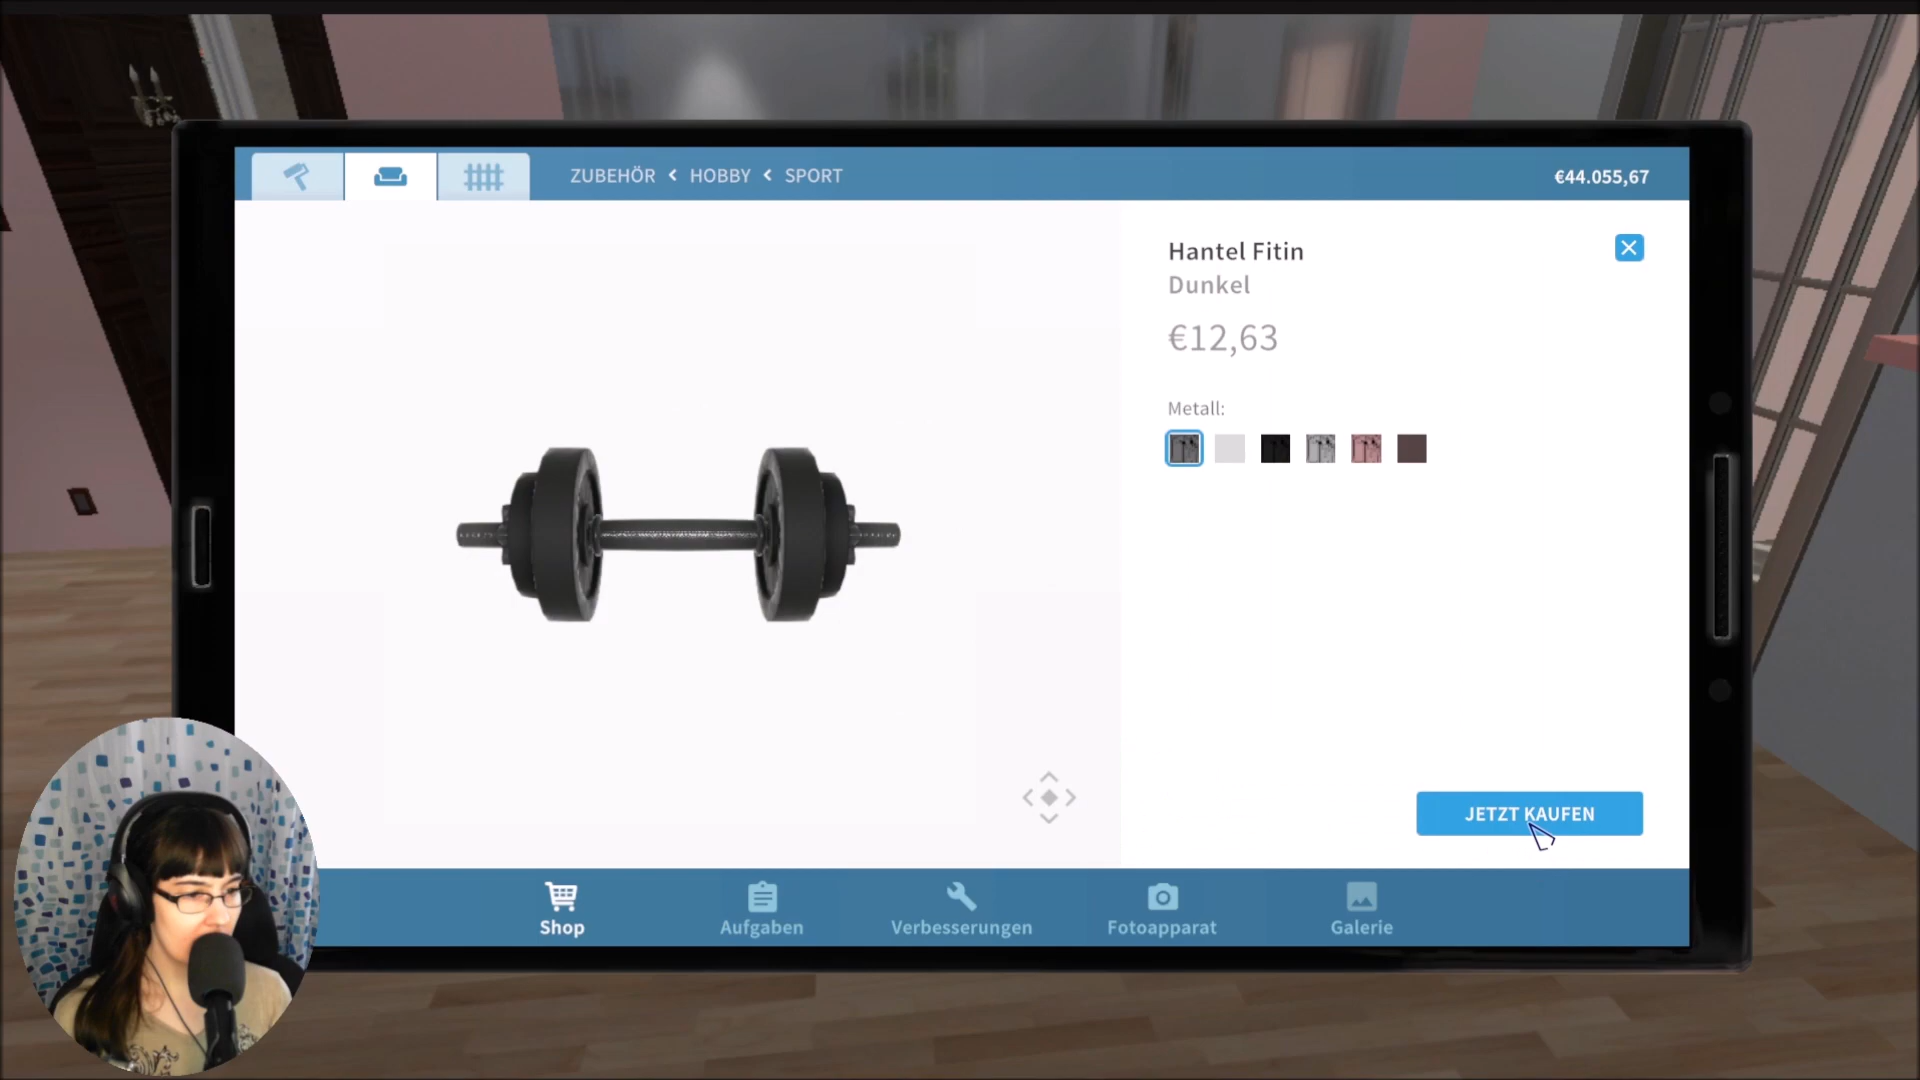 ZUBEHÖR < HOBBY < SPORT
€44.055,67
Hantel Fitin
Dunkel
€12,63
Metall:
JETZT KAUFEN
Shop
Aufgaben
Verbesserungen
Fotoapparat
Galerie